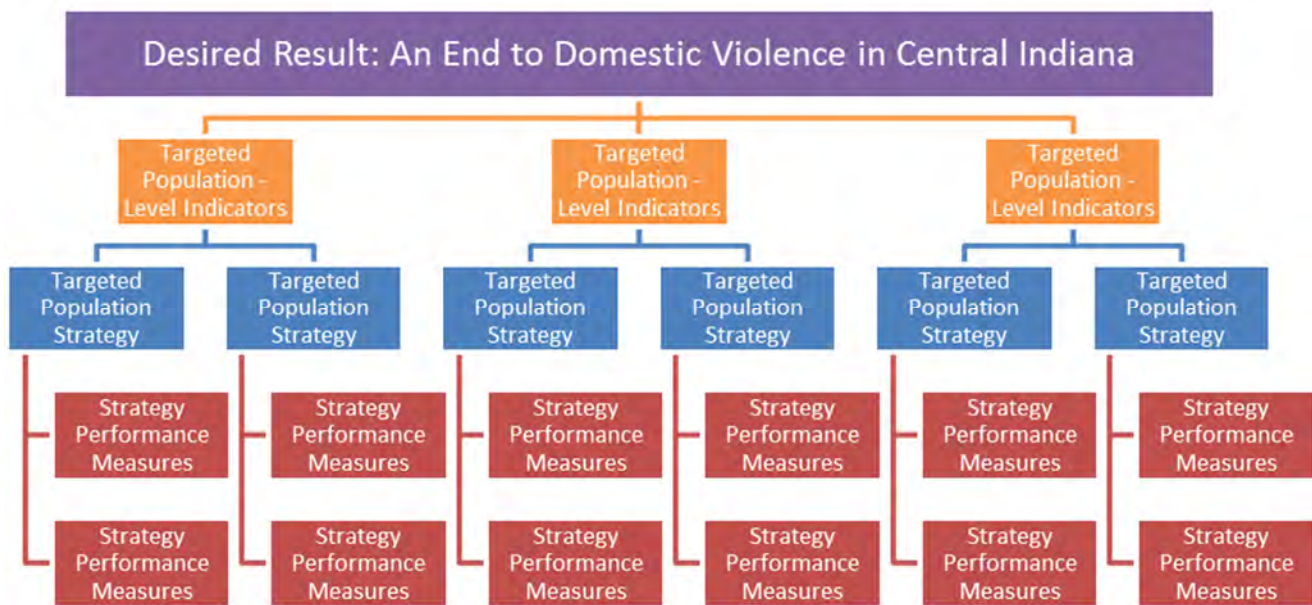 Desired Result: An End to Domestic Violence in Central Indiana
Targeted
Population -
Level Indicators
Targeted
Population -
Level Indicators
Targeted
Population -
Level Indicators
Targeted
Population
Strategy
Targeted
Population
Strategy
Targeted
Population
Strategy
Targeted
Population
Strategy
Targeted
Population
Strategy
Targeted
Population
Strategy
Strategy
Performance
Measures
Strategy
Performance
Measures
Strategy
Performance
Measures
Strategy
Performance
Measures
Strategy
Performance
Measures
Strategy
Performance
Measures
Strategy
Performance
Measures
Strategy
Performance
Measures
Strategy
Performance
Measures
Strategy
Performance
Measures
Strategy
Performance
Measures
Strategy
Performance
Measures